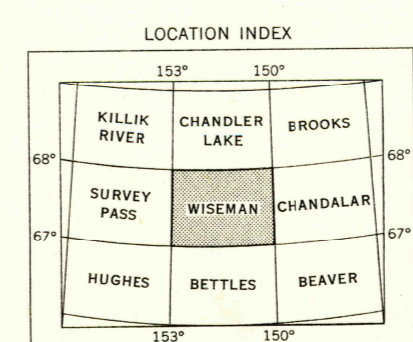 LOCATION INDEX
153° 150°
KILLIK
RIVER
CHANDLER
LAKE
BROOKS
68° 68°
SURVEY
PASS
WISEMAN
CHANDALAR
67° 67°
HUGHES
BETTLES
BEAVER
153° 150°